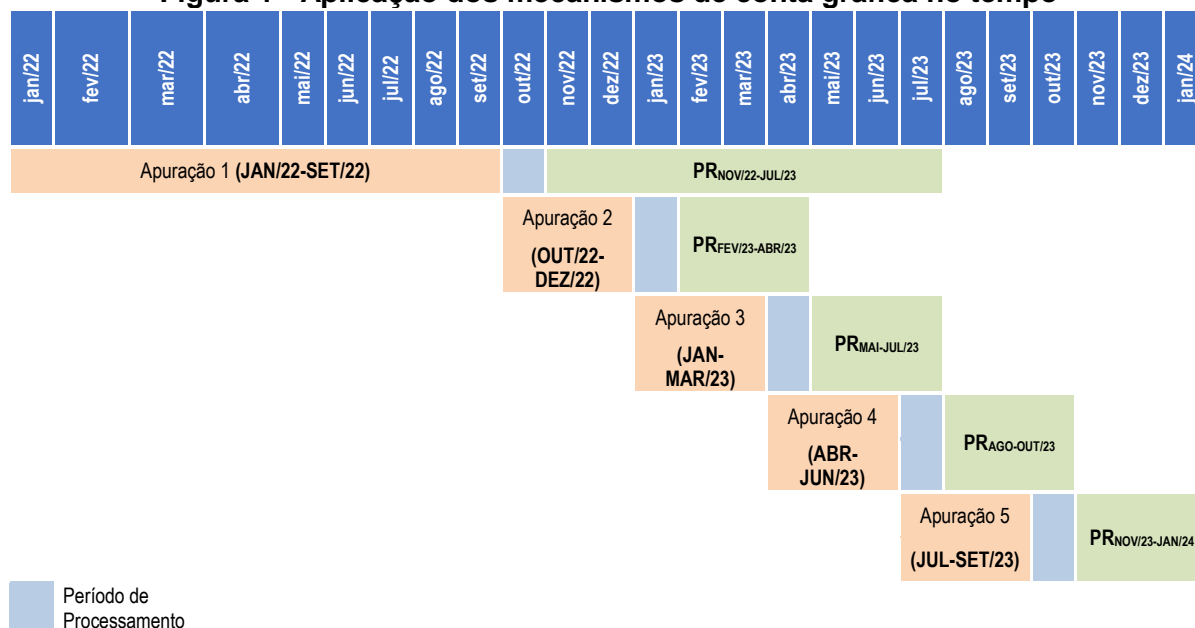 jan/22
fev/22
mar/22
abr/22
mai/22
jun/22
jul/22
ago/22
set/22
out/22
nov/22
dez/22
jan/23
fev/23
mar/23
abr/23
mai/23
jun/23
jul/23
ago/23
set/23
out/23
nov/23
dez/23
jan/24
Apuração 1 (JAN/22-SET/22)
PRNOV/22-JUL/23
Apuração 2
(OUT/22-
DEZ/22)
PRFEV/23-ABR/23
Apuração 3
(JAN-
MAR/23)
PRMAI-JUL/23
Apuração 4
(ABR-
JUN/23)
PRAGO-OUT/23
Apuração 5
(JUL-SET/23)
PRNOV/23-JAN/24
Período de
Processamento